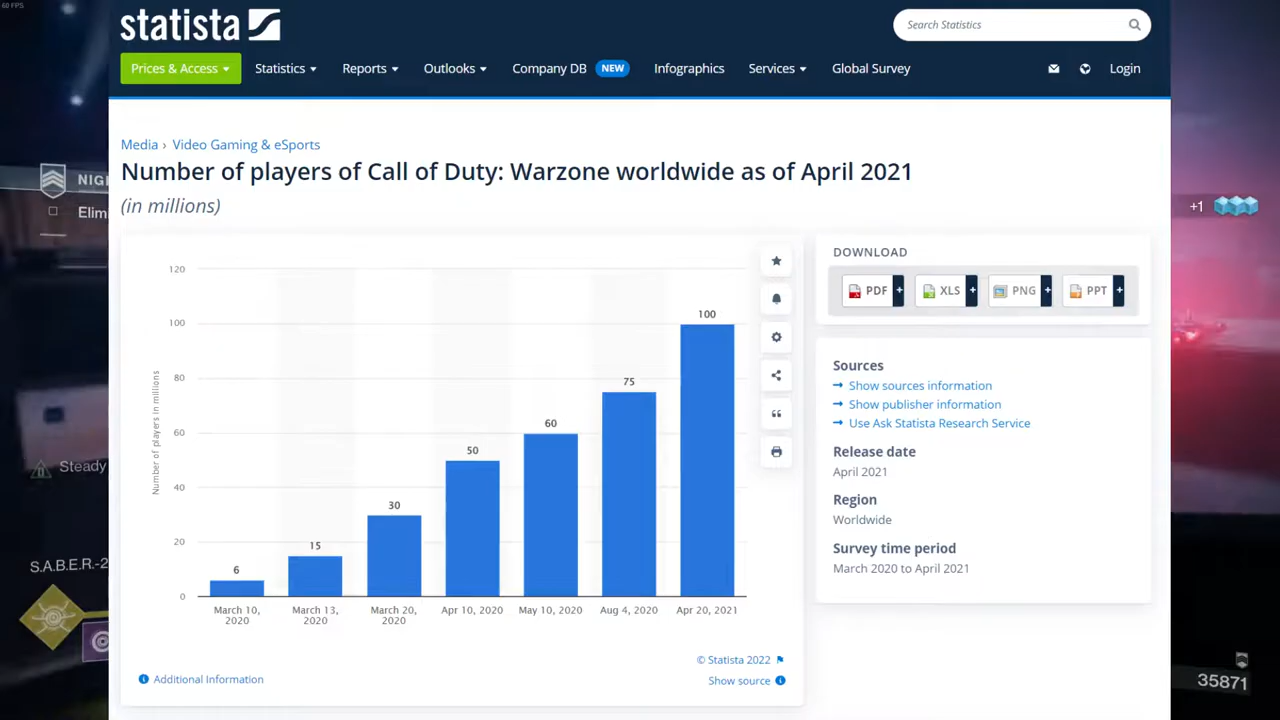 60 FPS
statista
Search Statistics
Prices & Access
Statistics
Reports
Outlooks
Company DB NEW
Infographics
Services
Global Survey
Login
Media › Video Gaming & eSports
Number of players of Call of Duty: Warzone worldwide as of April 2021
(in millions)
NIG
Elim
+1
DOWNLOAD
PDF +
XLS +
PNG +
PPT +
Number of players in millions
120
100
80
60
40
20
0
6
15
30
50
60
75
100
March 10,
2020
March 13,
2020
March 20,
2020
Apr 10, 2020
May 10, 2020
Aug 4, 2020
Apr 20, 2021
Sources
Show sources information
Show publisher information
Use Ask Statista Research Service
Release date
April 2021
Region
Worldwide
Survey time period
March 2020 to April 2021
Steady
S.A.B.E.R.-2
© Statista 2022
Additional Information
Show source
35871